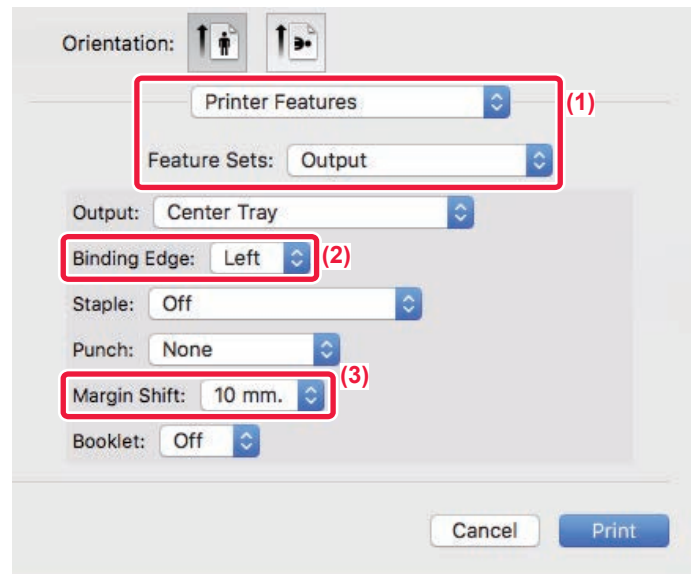 Orientation:
Printer Features
(1)
Feature Sets: Output
Output: Center Tray
Binding Edge: Left
(2)
Staple: Off
Punch: None
(3)
Margin Shift: 10 mm.
Booklet: Off
Cancel Print